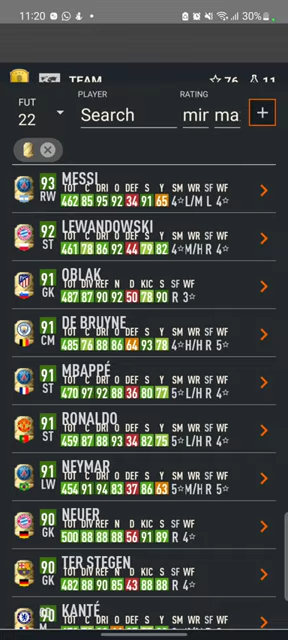 11:20 30%
TEAM 76 11
PLAYER RATING
FUT 22 Search mir ma
MESSI
93 RW TOT C D O DEF S Y SM WR SF WF
462 85 95 92 34 91 65 4☆ L/M L 4☆
LEWANDOWSKI
92 ST TOT C D O DEF S Y SM WR SF WF
461 78 86 92 44 79 82 4☆ M/H R 4☆
OBLAK
91 GK TOT DIV REF N D KIC S SF WF
487 87 90 92 50 78 90 R 3☆
DE BRUYNE
91 CM TOT C D O DEF S Y SM WR SF WF
485 76 88 86 64 93 78 4☆ H/H R 5☆
MBAPPÉ
91 ST TOT C D O DEF S Y SM WR SF WF
470 97 92 88 36 80 77 5☆ L/H R 4☆
RONALDO
91 ST TOT C D O DEF S Y SM WR SF WF
459 87 88 93 34 82 75 5☆ L/H R 4☆
NEYMAR
91 LW TOT C D O DEF S Y SM WR SF WF
454 91 94 83 37 86 63 5☆ M/H R 5☆
NEUER
90 GK TOT DIV REF N D KIC S SF WF
500 88 88 88 56 91 89 R 4☆
TER STEGEN
90 GK TOT DIV REF N D KIC S SF WF
482 88 90 85 43 88 88 R 4☆
KANTÉ
90 TOT C D O DEF S Y SM WR SF WF